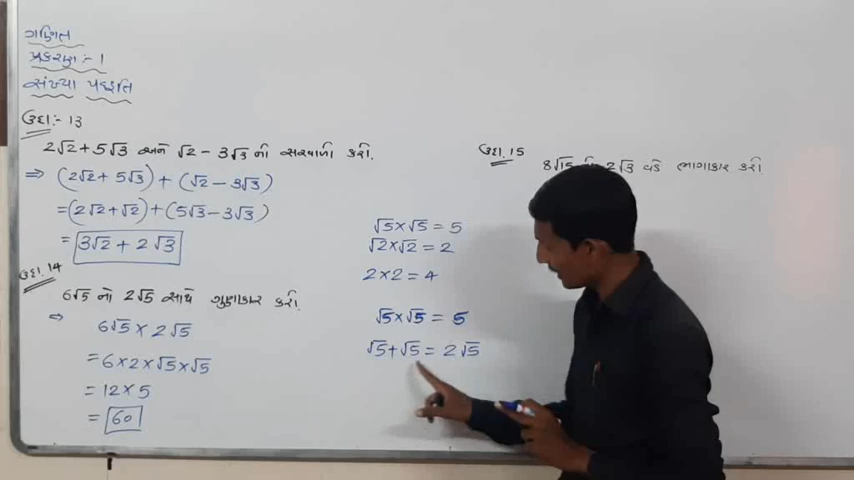 ગણિત
પ્રકરણ:- 1
સંખ્યા પદ્ધતિ
ઉદા:- 13
2√2 + 5√3 અને √2 - 3√3 નો સરવાળો કરો.
⇒ (2√2 + 5√3) + (√2 - 3√3)
= (2√2 + √2) + (5√3 - 3√3)
= 3√2 + 2√3
ઉદા. 14
6√5 નો 2√5 સાથે ગુણાકાર કરો.
⇒ 6√5 × 2√5
= 6 × 2 × √5 × √5
= 12 × 5
= 60
√5 × √5 = 5
√2 × √2 = 2
2 × 2 = 4
√5 × √5 = 5
√5 + √5 = 2√5
ઉદા. 15
8√15 2√3 વડે ભાગાકાર કરો